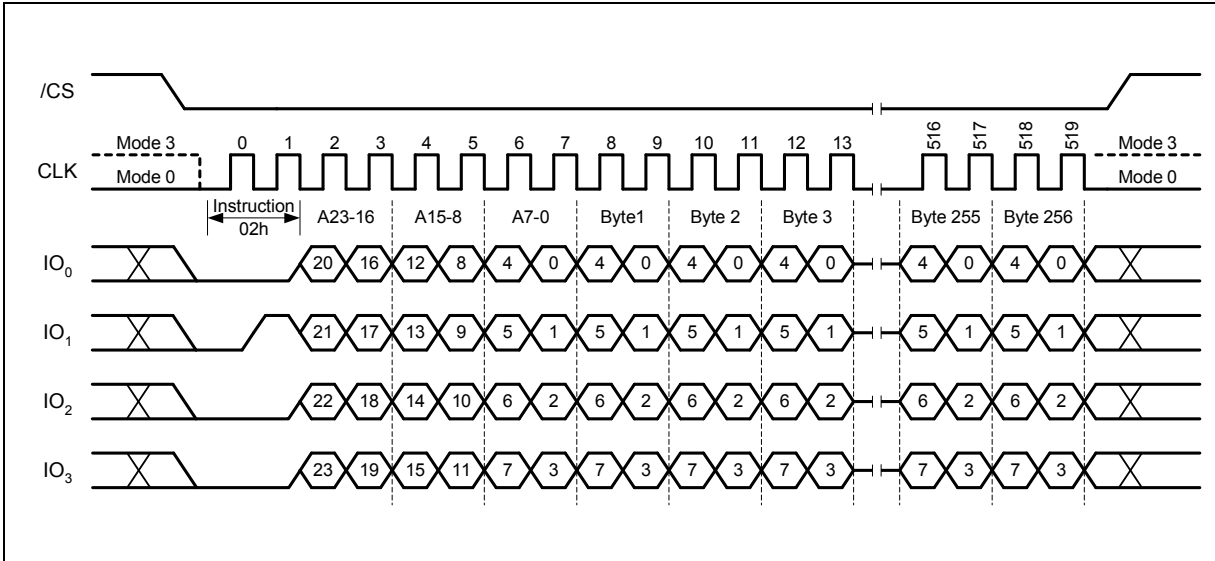 /CS
Mode 3 0 1 2 3 4 5 6 7 8 9 10 11 12 13 516 517 518 519 Mode 3
CLK
Mode 0 Mode 0
Instruction A23-16 A15-8 A7-0 Byte1 Byte 2 Byte 3 Byte 255 Byte 256
02h
IO0 20 16 12 8 4 0 4 0 4 0 4 0 4 0 4 0
IO1 21 17 13 9 5 1 5 1 5 1 5 1 5 1 5 1
IO2 22 18 14 10 6 2 6 2 6 2 6 2 6 2 6 2
IO3 23 19 15 11 7 3 7 3 7 3 7 3 7 3 7 3